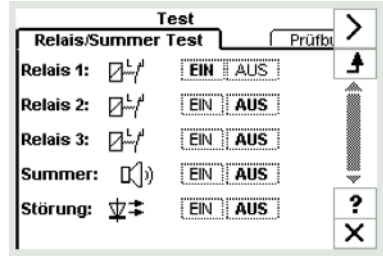 Test
Relais/Summer Test Prüfbu
Relais 1: EIN AUS
Relais 2: EIN AUS
Relais 3: EIN AUS
Summer: EIN AUS
Störung: EIN AUS
?